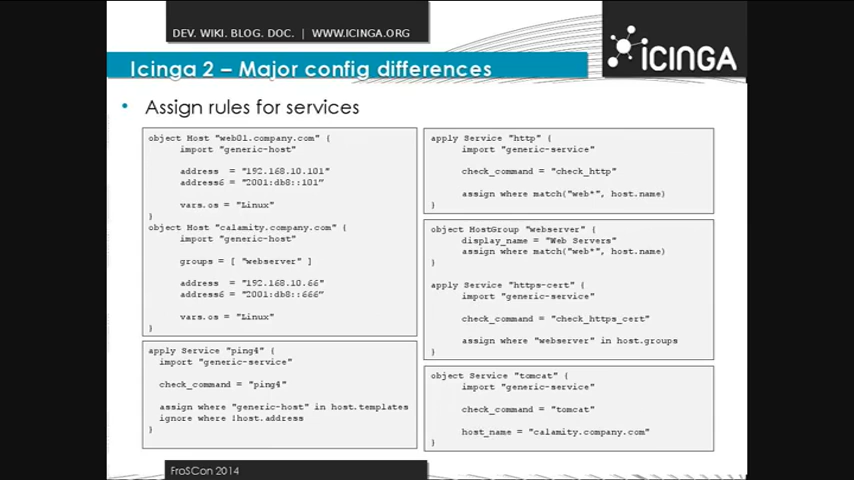 DEV. WIKI. BLOG. DOC. | WWW.ICINGA.ORG
ICINGA
Icinga 2 – Major config differences
• Assign rules for services
object Host "web01.company.com" {
import "generic-host"
address = "192.168.10.101"
address6 = "2001:db8::101"
vars.os = "Linux"
}
object Host "calamity.company.com" {
import "generic-host"
groups = [ "webserver" ]
address = "192.168.10.66"
address6 = "2001:db8::666"
vars.os = "Linux"
}
apply Service "ping4" {
import "generic-service"
check_command = "ping4"
assign where "generic-host" in host.templates
ignore where !host.address
}
apply Service "http" {
import "generic-service"
check_command = "check_http"
assign where match("web*", host.name)
}
object HostGroup "webserver" {
display_name = "Web Servers"
assign where match("web*", host.name)
}
apply Service "https-cert" {
import "generic-service"
check_command = "check_https_cert"
assign where "webserver" in host.groups
}
object Service "tomcat" {
import "generic-service"
check_command = "tomcat"
host_name = "calamity.company.com"
}
FrOSCon 2014